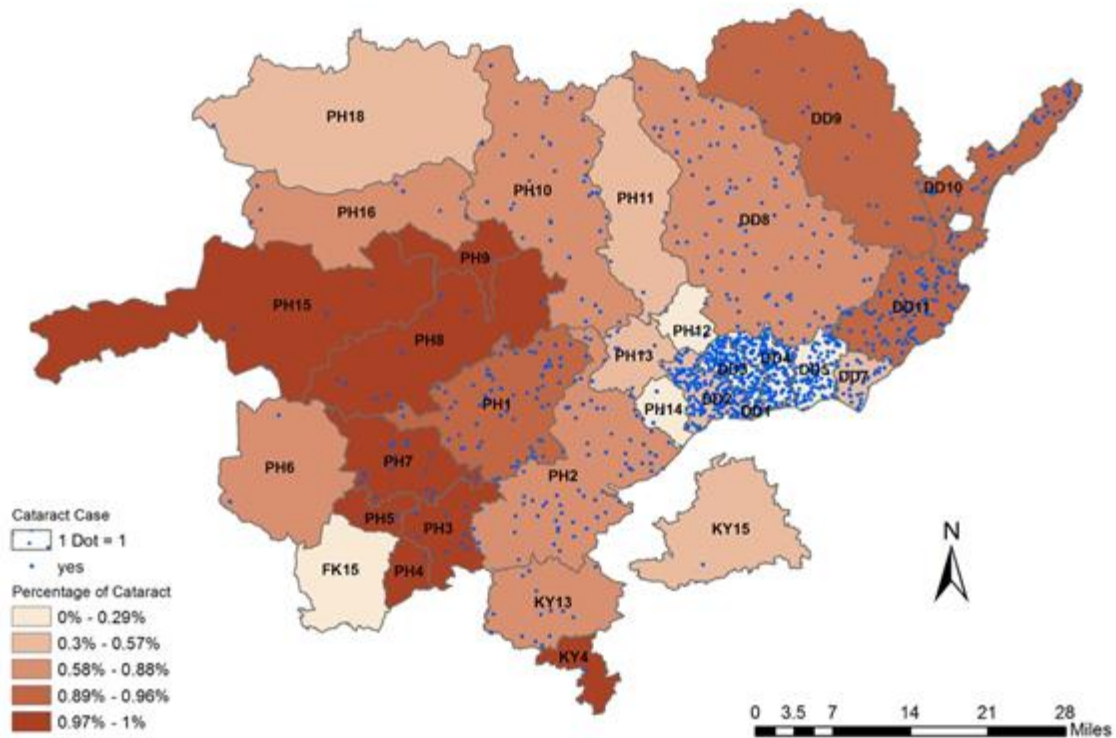 PH18
DD9
DD10
PH10
PH11
PH16
DD8
PH9
PH15
DD11
PH8
PH12
PH13
DD4
DD3
DD5
DD7
DD2
DD1
PH1
PH14
PH7
PH6
PH2
PH5
PH3
KY15
FK15
PH4
KY13
KY4
N
Cataract Case
1 Dot = 1
yes
Percentage of Cataract
0% - 0.29%
0.3% - 0.57%
0.58% - 0.88%
0.89% - 0.96%
0.97% - 1%
0 2 3.5 7 14 21 28
Miles